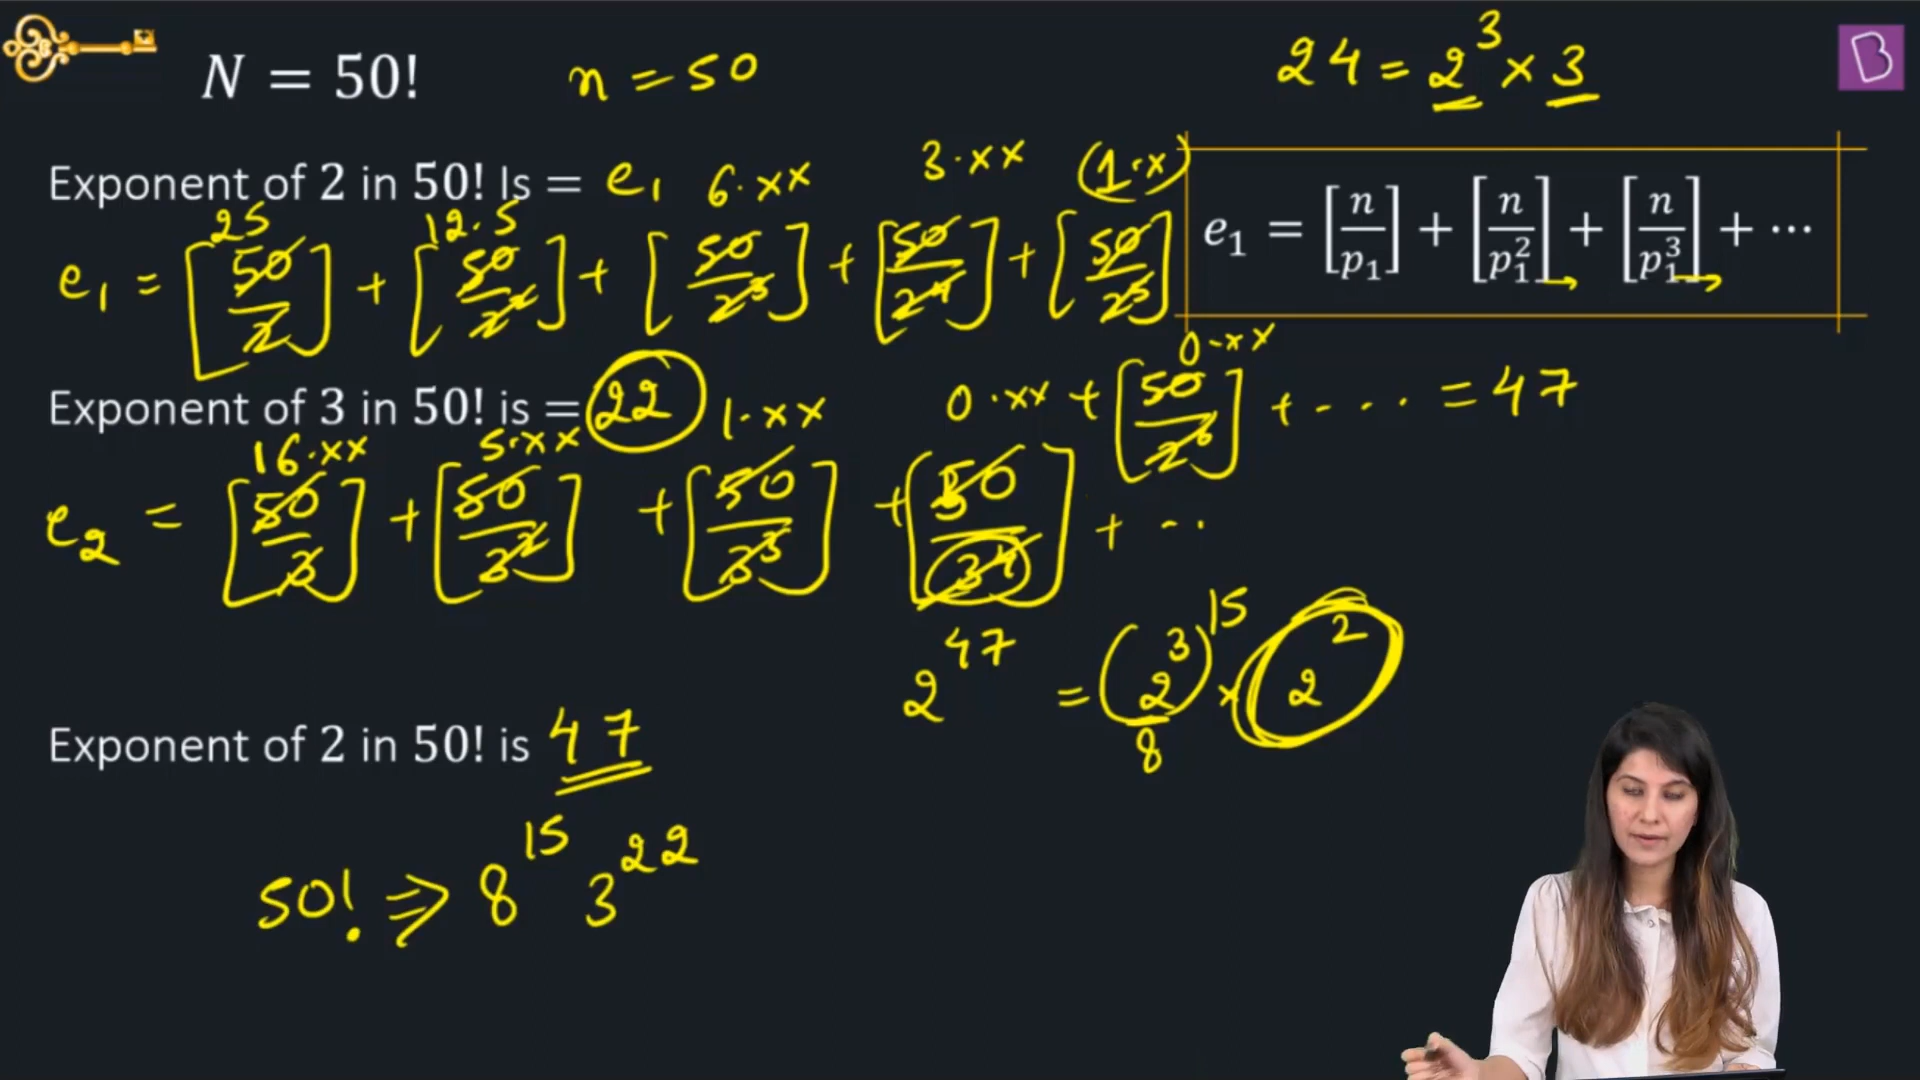 N = 50! n = 50
24 = 2³ × 3
Exponent of 2 in 50! Is = e₁
25 12.5 6.xx 3.xx (1.x)
e₁ = [50/2] + [50/2²] + [50/2³] + [50/2⁴] + [50/2⁵]
e₁ = [n/p₁] + [n/p₁²] + [n/p₁³] + ⋯
0.xx
+ [50/2⁶] + .... = 47
Exponent of 3 in 50! is = 22
16.xx 5.xx 1.xx 0.xx
e₂ = [50/3] + [50/3²] + [50/3³] + [50/3⁴] + ...
2⁴⁷ = (2³)¹⁵ × 2²
8
Exponent of 2 in 50! is 47
50! ⇒ 8¹⁵ 3²²
B